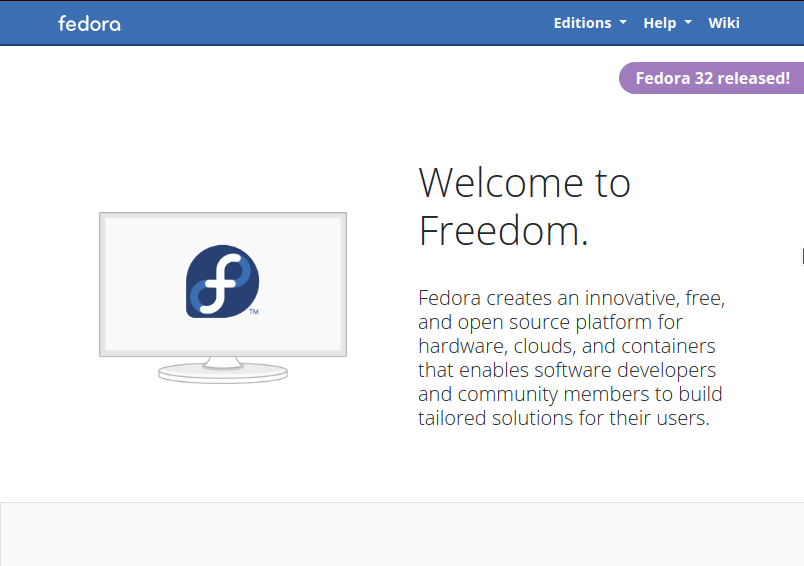 fedora
Editions
Help
Wiki
Fedora 32 released!
Welcome to
Freedom.
TM
Fedora creates an innovative, free,
and open source platform for
hardware, clouds, and containers
that enables software developers
and community members to build
tailored solutions for their users.